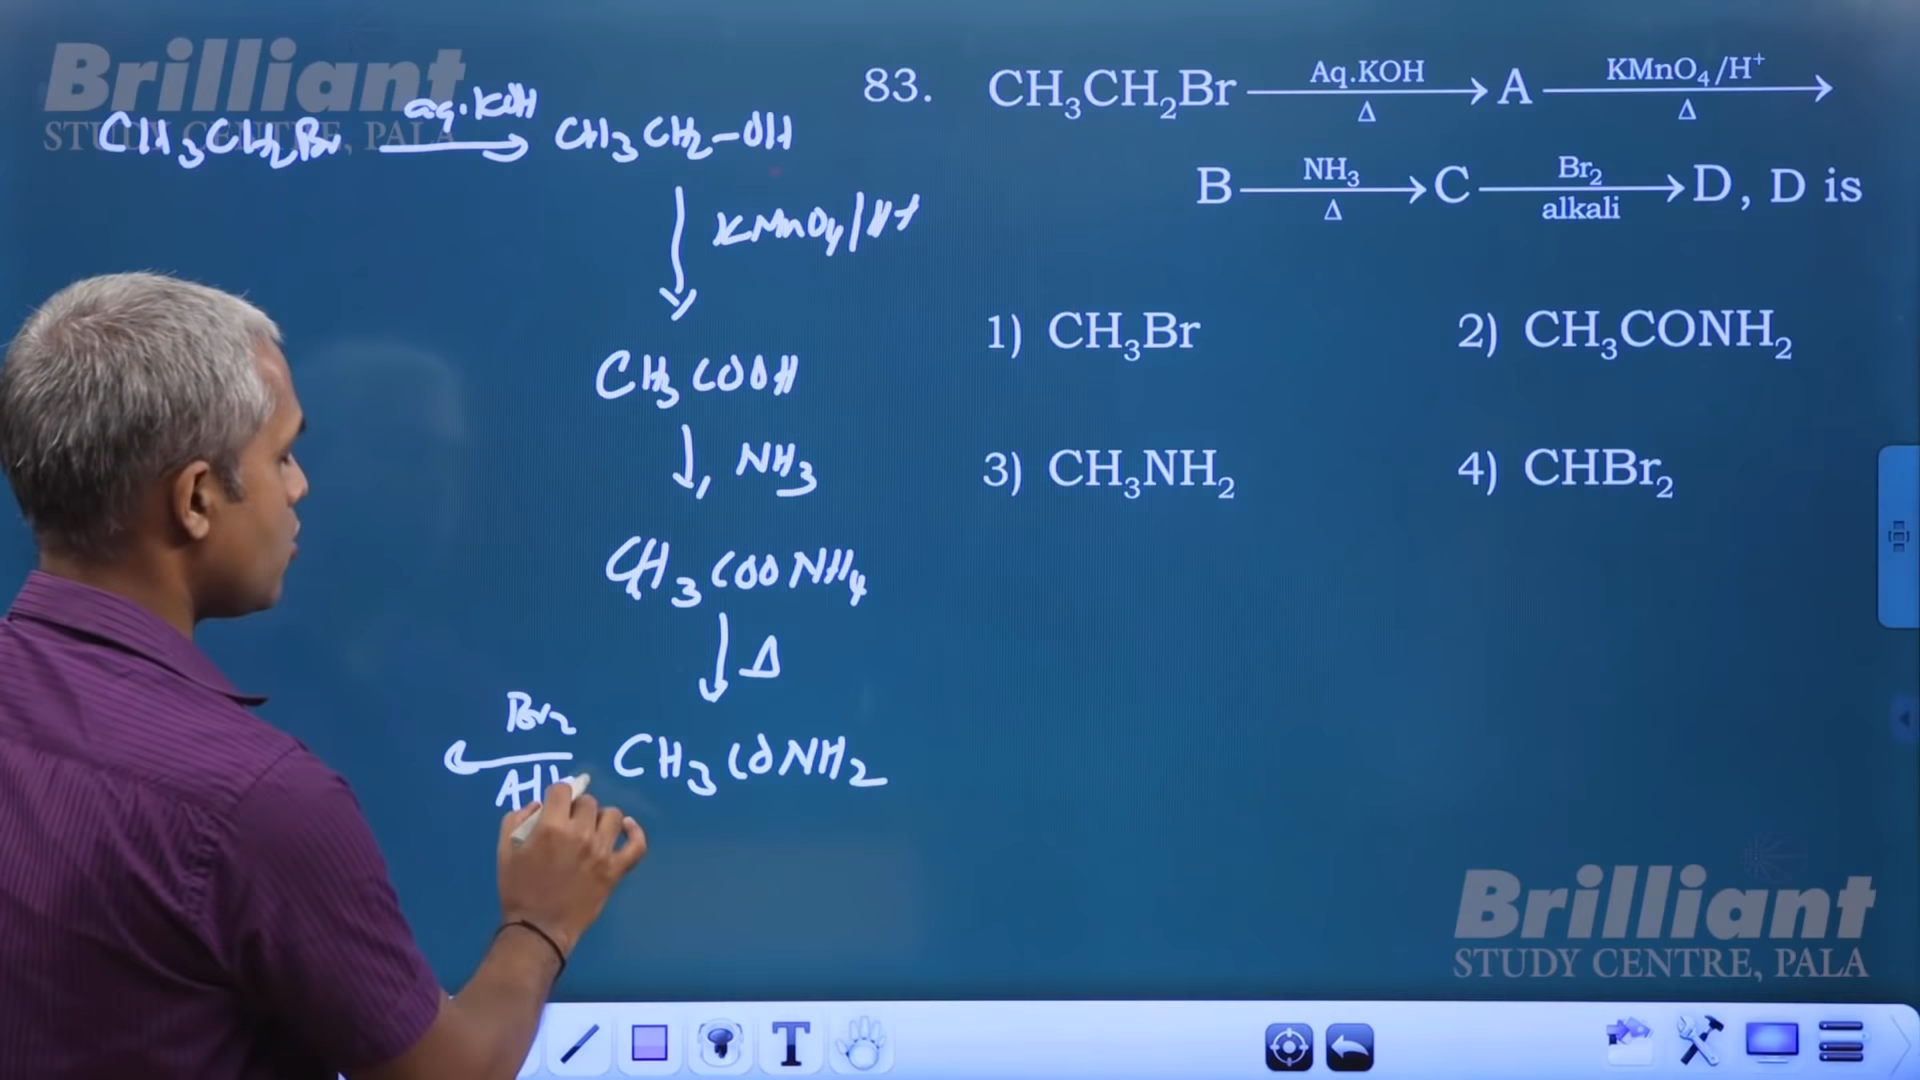 Brilliant
STUDY CENTRE, PALA
CH₃CH₂Br aq.KOH → CH₃CH₂–OH
↓ KMnO₄/H⁺
CH₃COOH
↓, NH₃
CH₃COONH₄
↓ Δ
Br₂
Alk
CH₃CONH₂
83. CH₃CH₂Br —Aq.KOH/Δ→ A —KMnO₄/H⁺/Δ→
B —NH₃/Δ→ C —Br₂/alkali→ D, D is
1) CH₃Br 2) CH₃CONH₂
3) CH₃NH₂ 4) CHBr₂
Brilliant
STUDY CENTRE, PALA
T